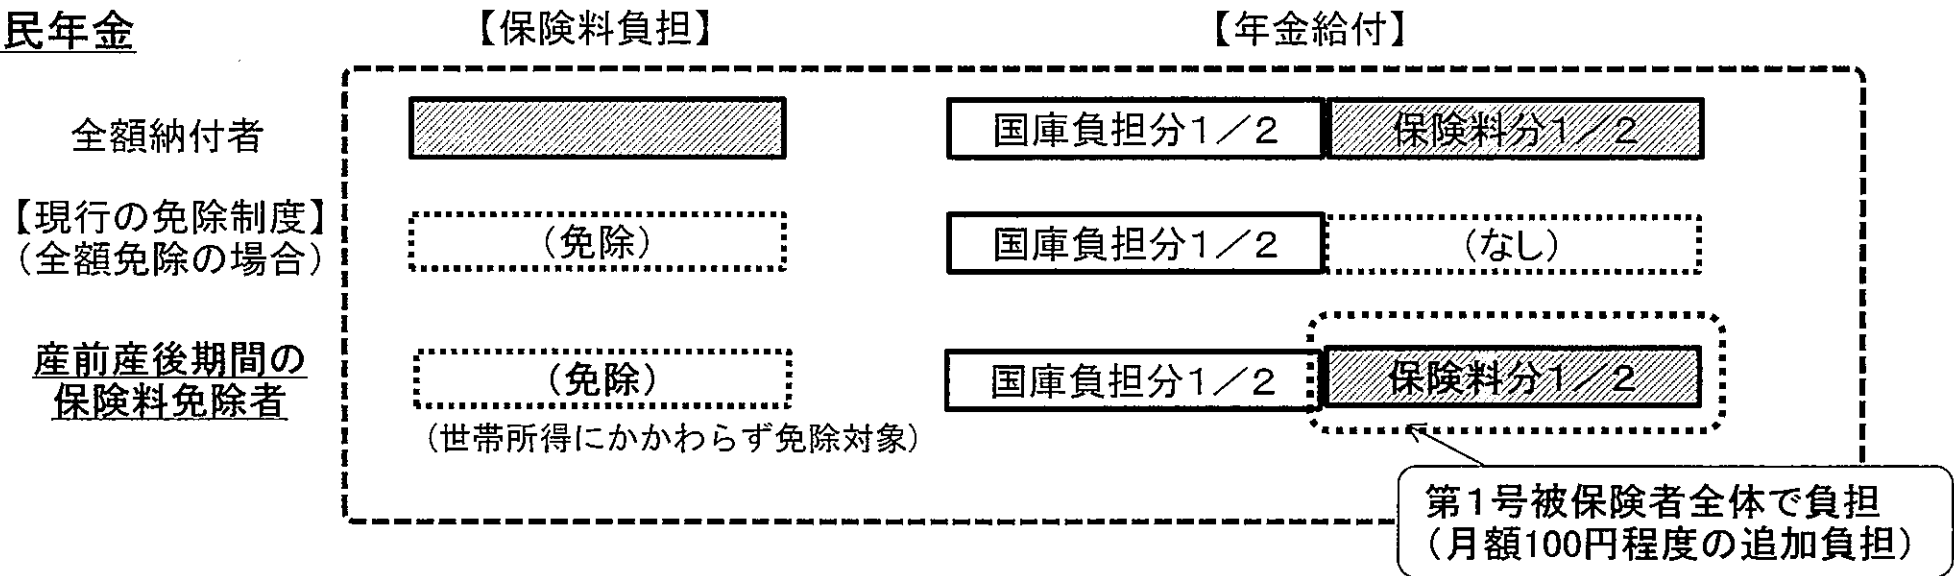 民年金
【保険料負担】
【年金給付】
全額納付者
国庫負担分1／2
保険料分1／2
【現行の免除制度】
（全額免除の場合）
（免除）
国庫負担分1／2
（なし）
産前産後期間の
保険料免除者
（免除）
国庫負担分1／2
保険料分1／2
（世帯所得にかかわらず免除対象）
第1号被保険者全体で負担
（月額100円程度の追加負担）